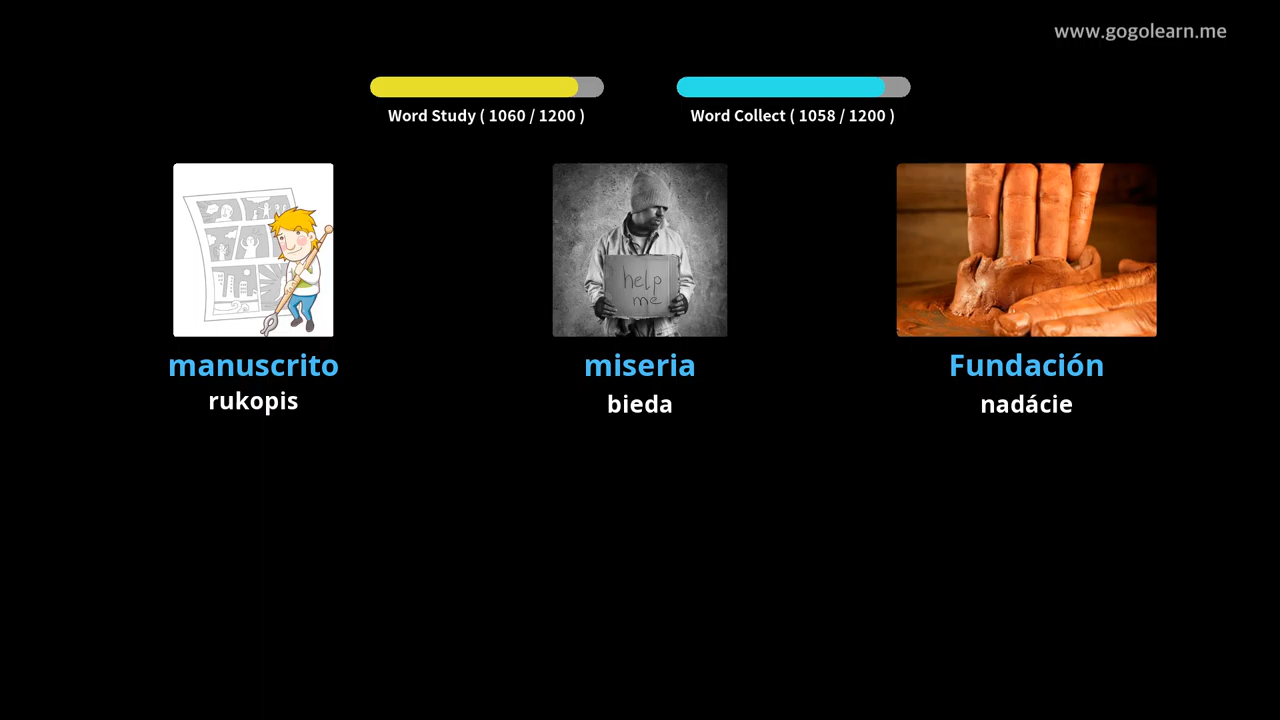 www.gogolearn.me
Word Study ( 1060 / 1200 )
Word Collect ( 1058 / 1200 )
help
me
manuscrito
miseria
Fundación
rukopis
bieda
nadácie